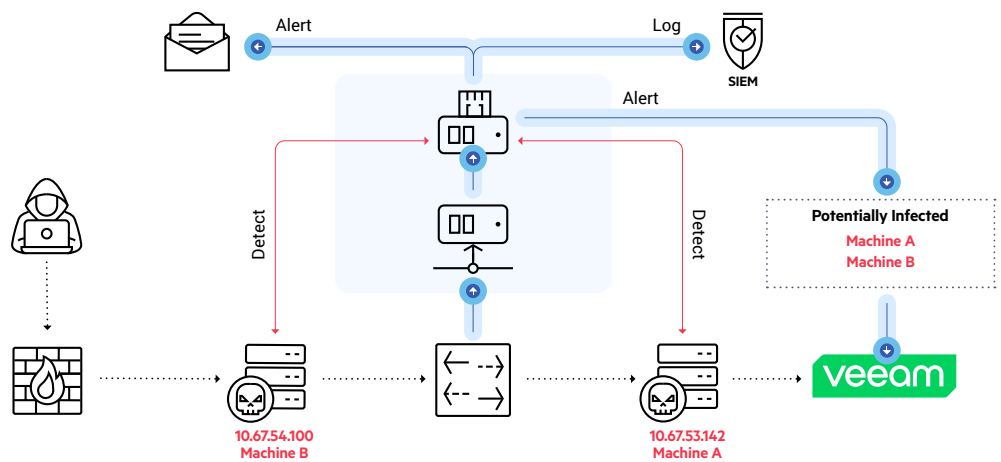 Alert
Log
SIEM
Alert
Detect
Detect
Potentially Infected
Machine A
Machine B
veeam
10.67.54.100
Machine B
10.67.53.142
Machine A